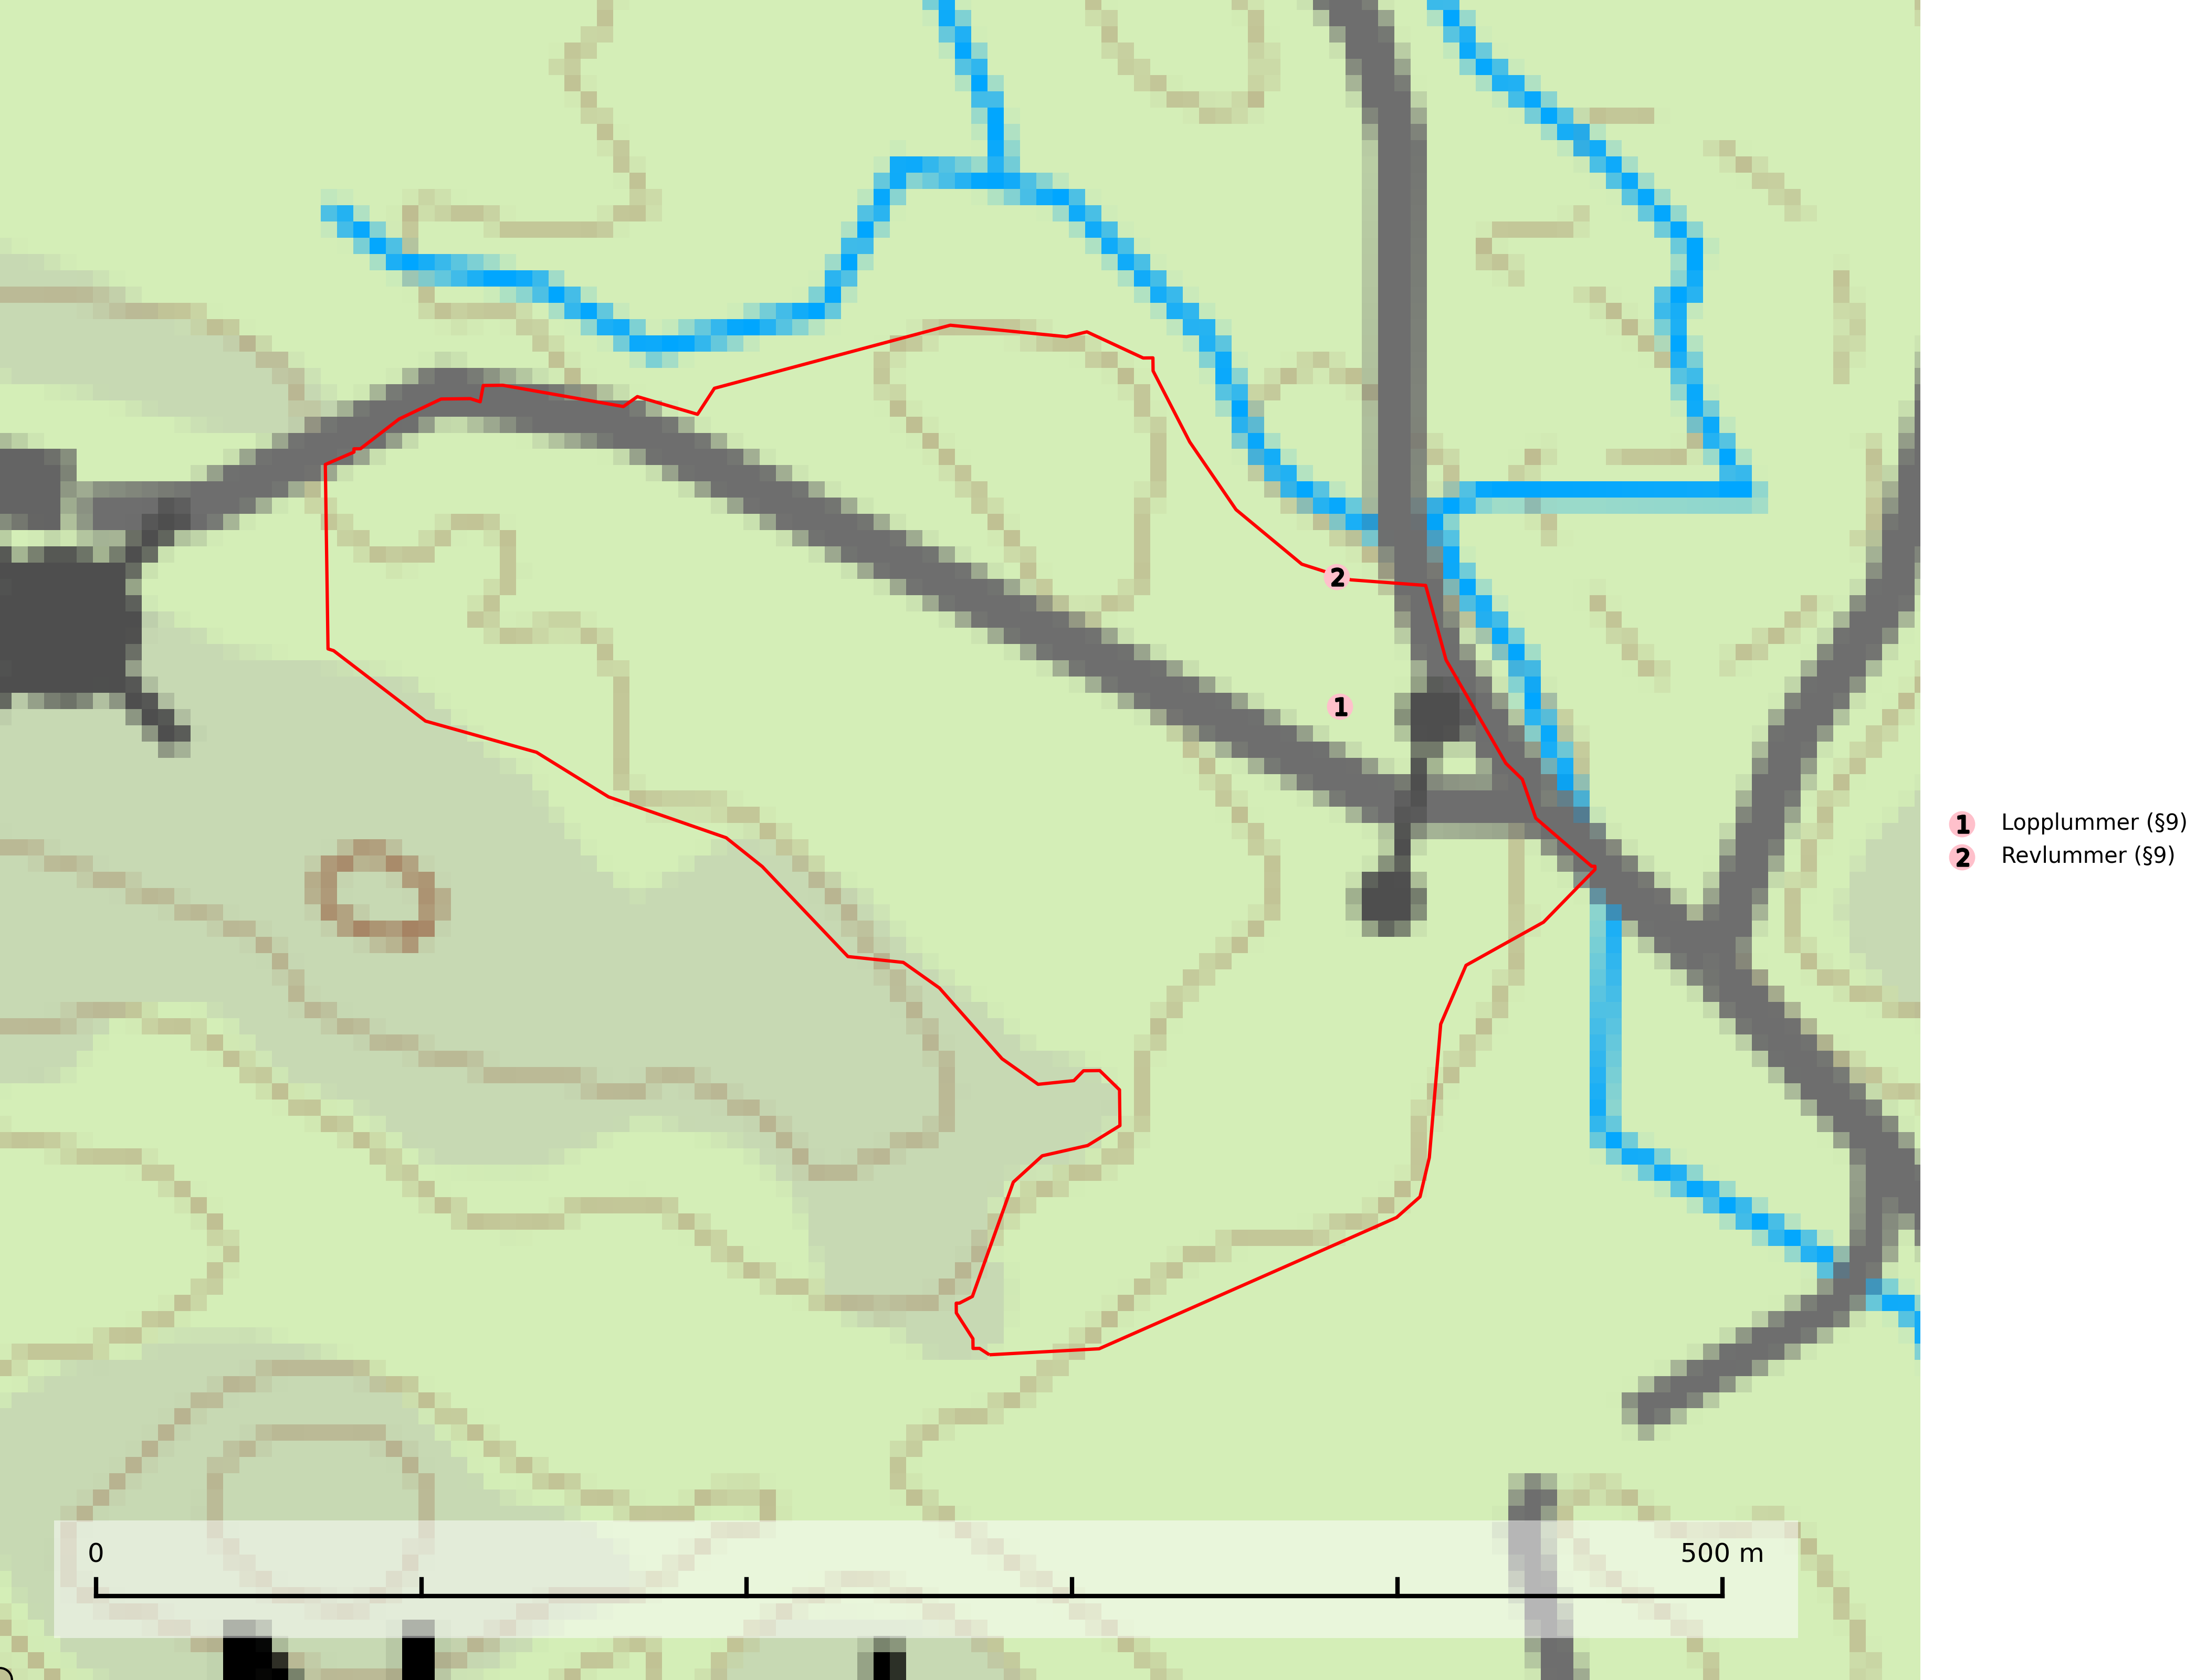 2
1
1 Lopplummer (§9)
2 Revlummer (§9)
0 500 m